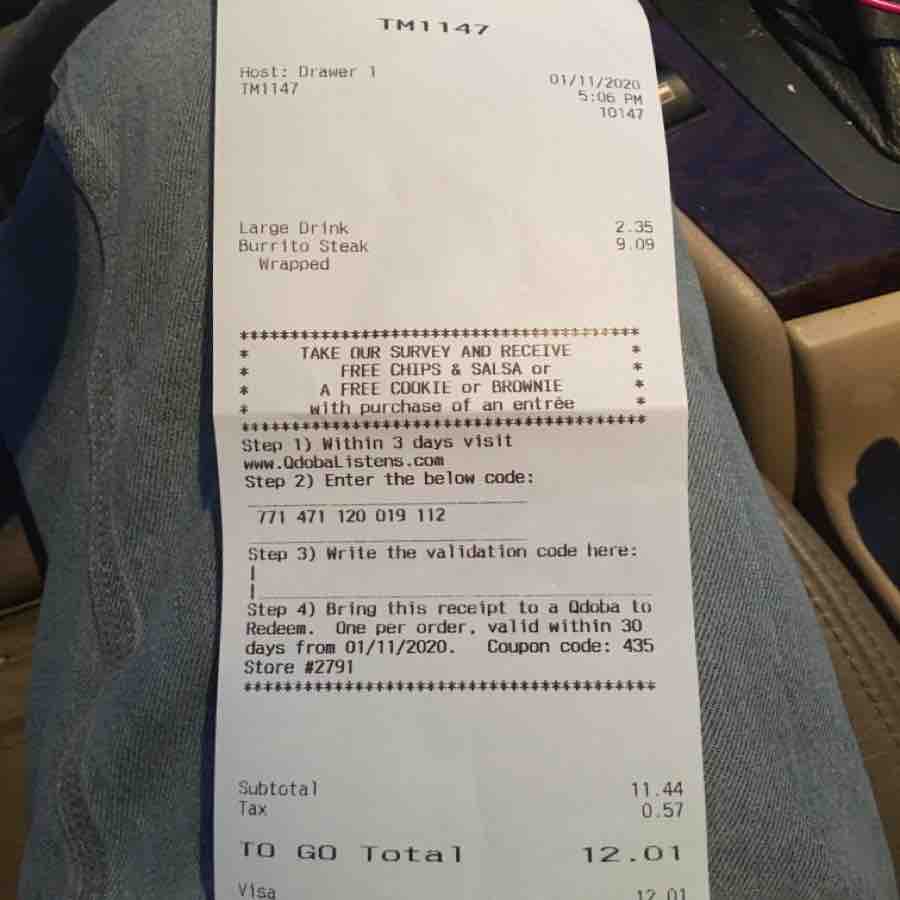 TM1147
Host: Drawer 1 01/11/2020
TM1147 5:06 PM
10147
Large Drink 2.35
Burrito Steak 9.09
Wrapped
****************************************
* TAKE OUR SURVEY AND RECEIVE *
* FREE CHIPS & SALSA or *
* A FREE COOKIE or BROWNIE *
* with purchase of an entrée *
****************************************
Step 1) Within 3 days visit
www.QdobaListens.com
Step 2) Enter the below code:
771 471 120 019 112
Step 3) Write the validation code here:
|
|
Step 4) Bring this receipt to a Qdoba to
Redeem. One per order, valid within 30
days from 01/11/2020. Coupon code: 435
Store #2791
****************************************
Subtotal 11.44
Tax 0.57
TO GO Total 12.01
Visa 12.01